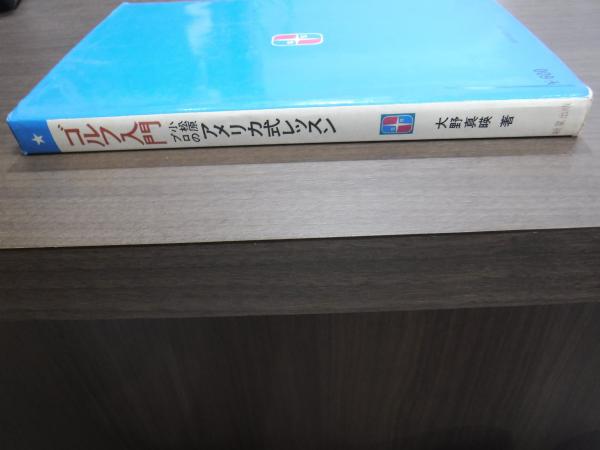 ゴルフ入門
小松原プロの
アメリカ式レッスン
大野真暎 著
¥600